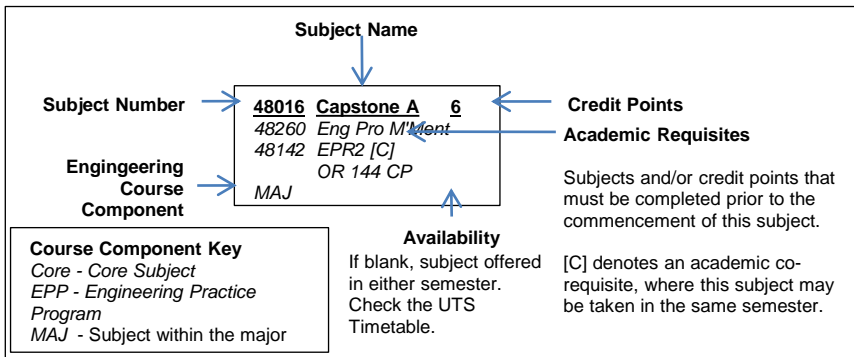 Subject Name
Subject Number
48016 Capstone A 6
48260 Eng Pro M'Ment
48142 EPR2 [C]
OR 144 CP
MAJ
Credit Points
Academic Requisites
Subjects and/or credit points that
must be completed prior to the
commencement of this subject.
[C] denotes an academic co-
requisite, where this subject may
be taken in the same semester.
Engingeering
Course
Component
Availability
If blank, subject offered
in either semester.
Check the UTS
Timetable.
Course Component Key
Core - Core Subject
EPP - Engineering Practice
Program
MAJ - Subject within the major